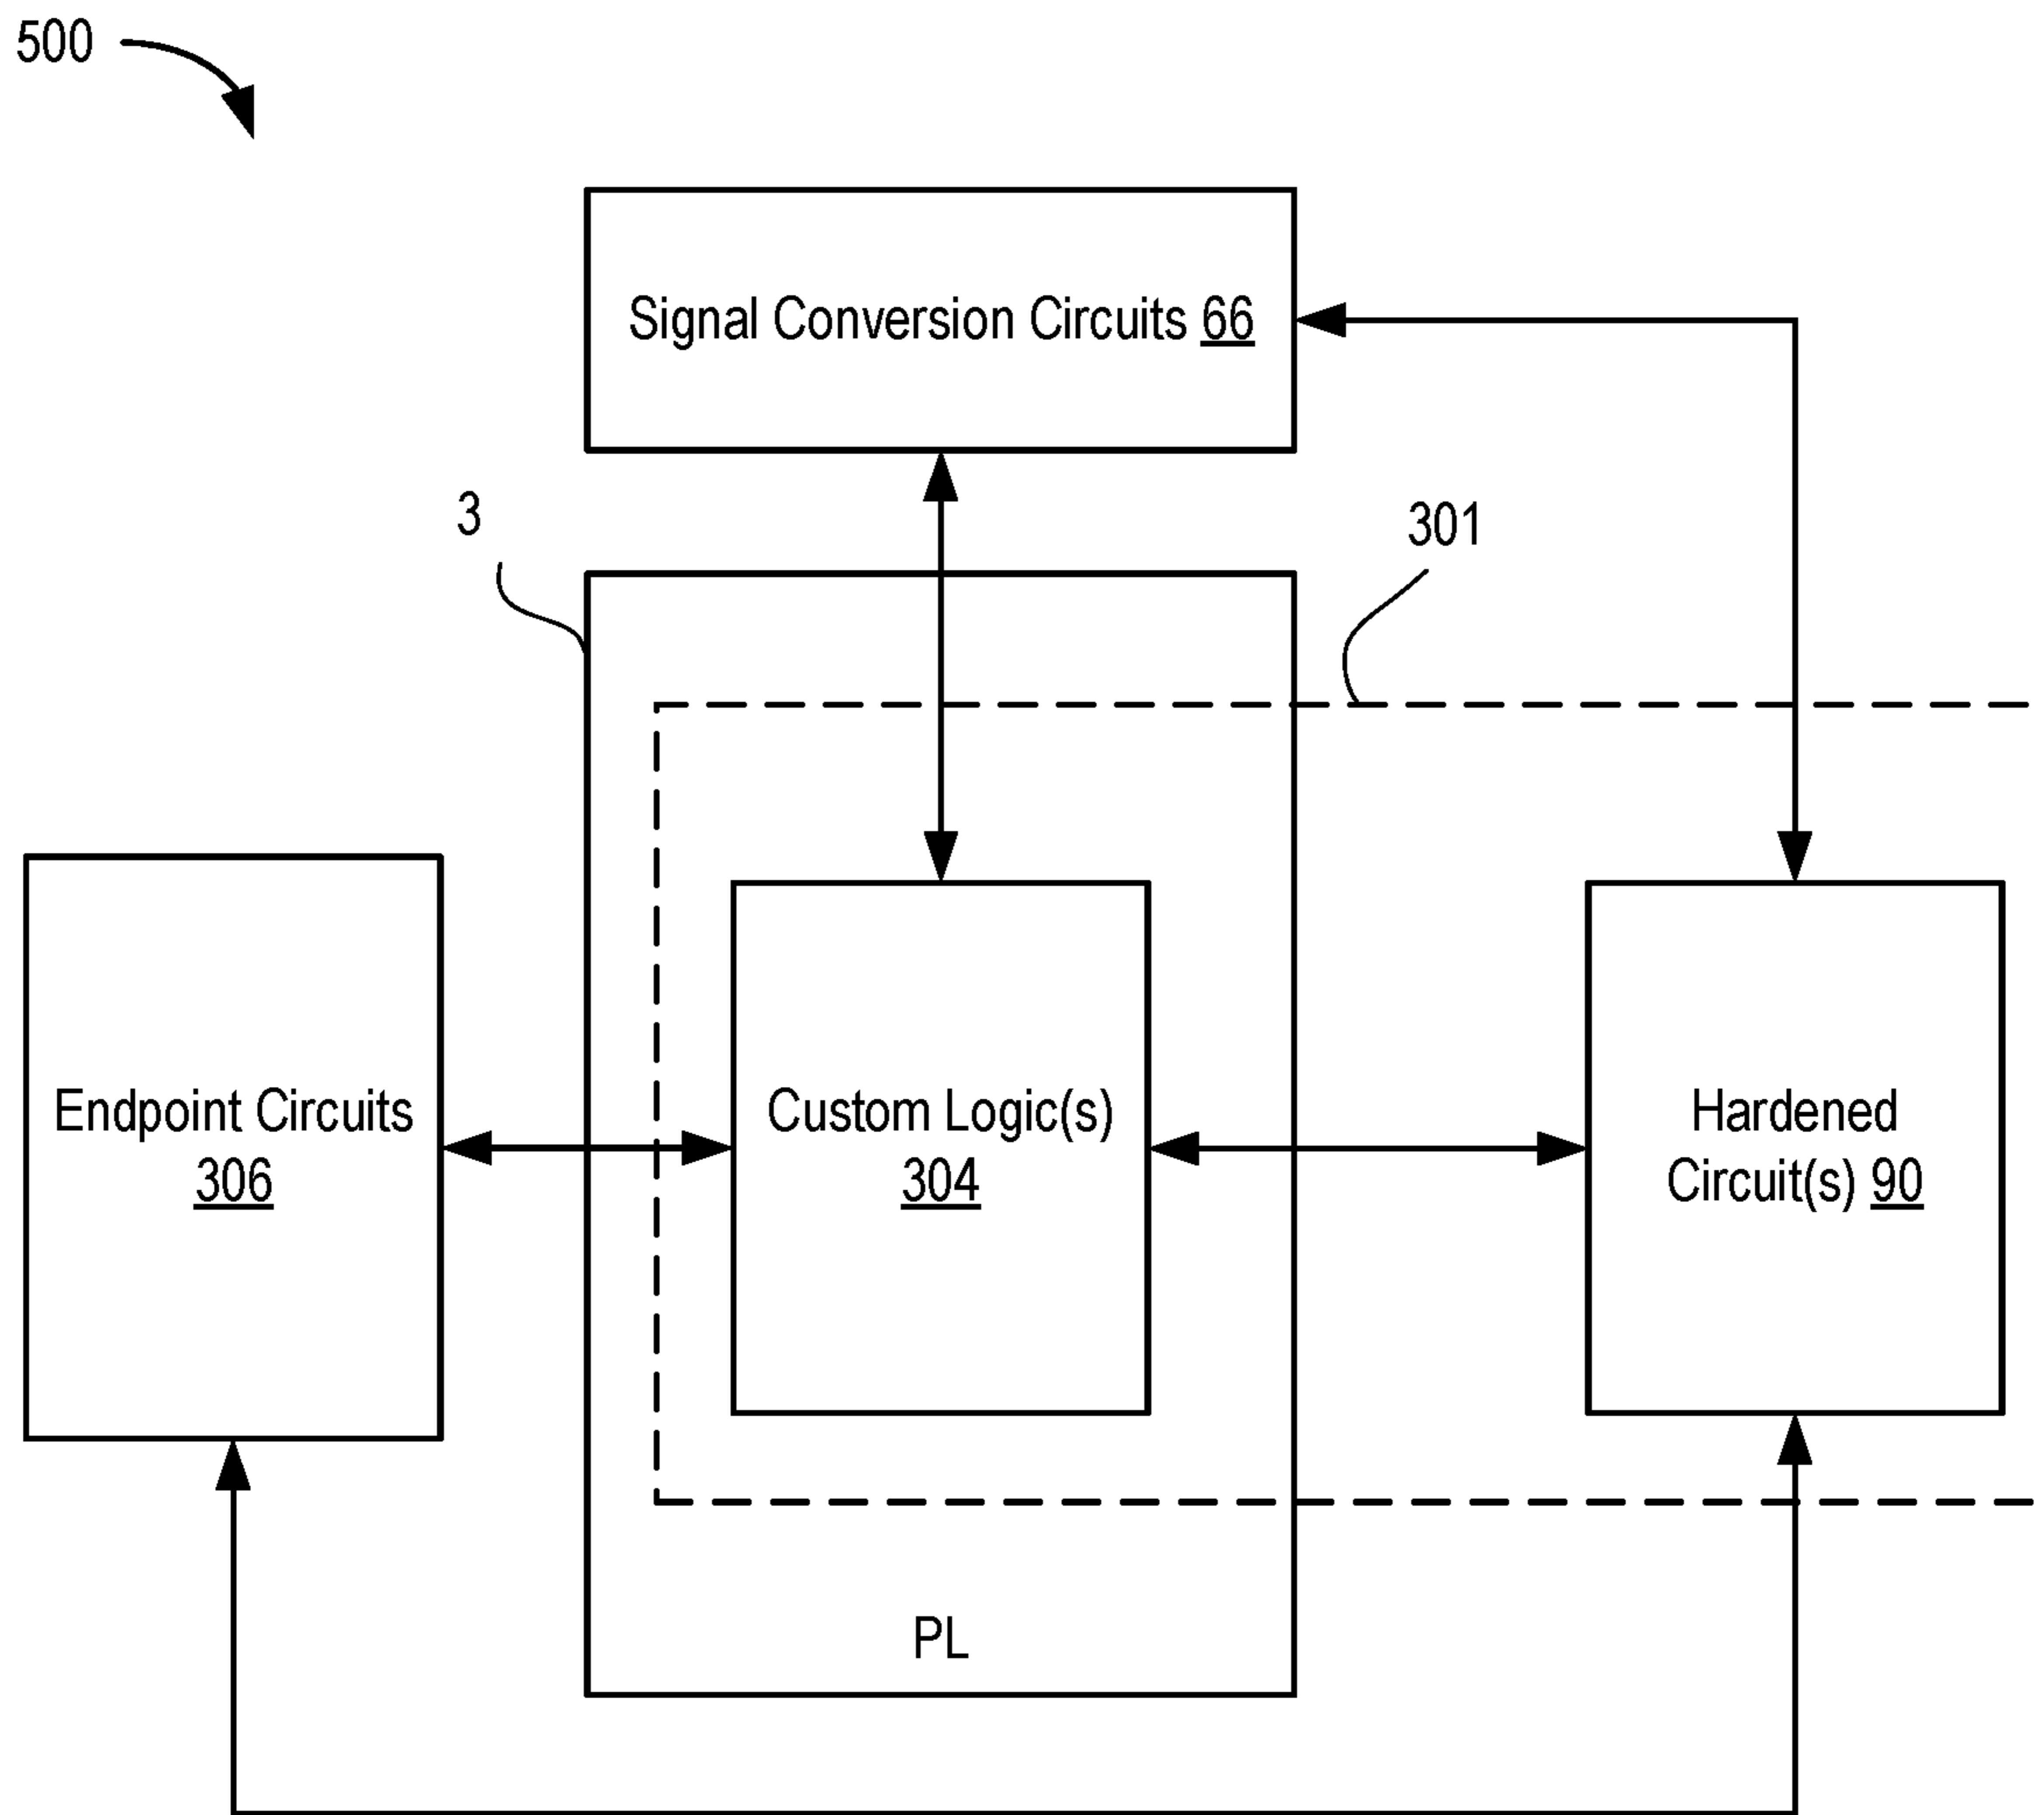 500
Signal Conversion Circuits 66
3
301
Endpoint Circuits
306
Custom Logic(s)
304
Hardened
Circuit(s) 90
PL